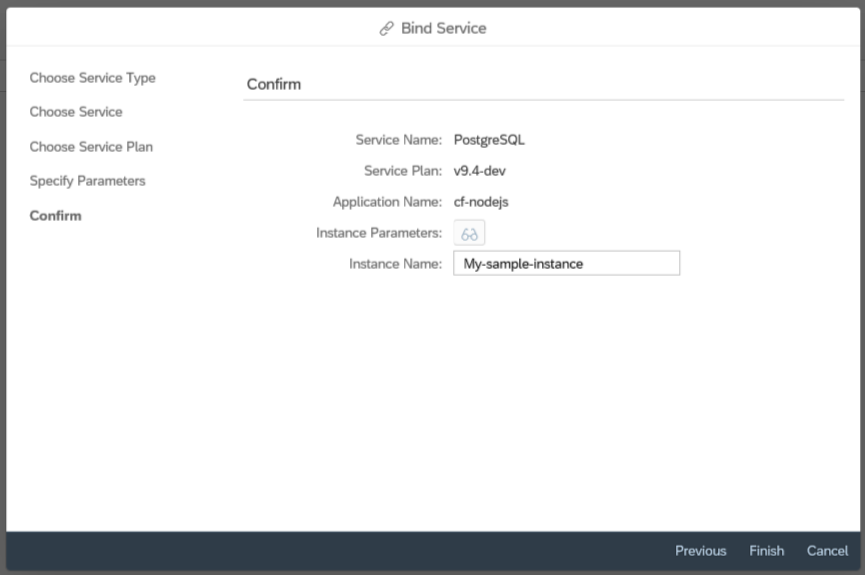 Bind Service
Choose Service Type
Choose Service
Choose Service Plan
Specify Parameters
Confirm
Confirm
Service Name: PostgreSQL
Service Plan: v9.4-dev
Application Name: cf-nodejs
Instance Parameters:
Instance Name: My-sample-instance
Previous Finish Cancel